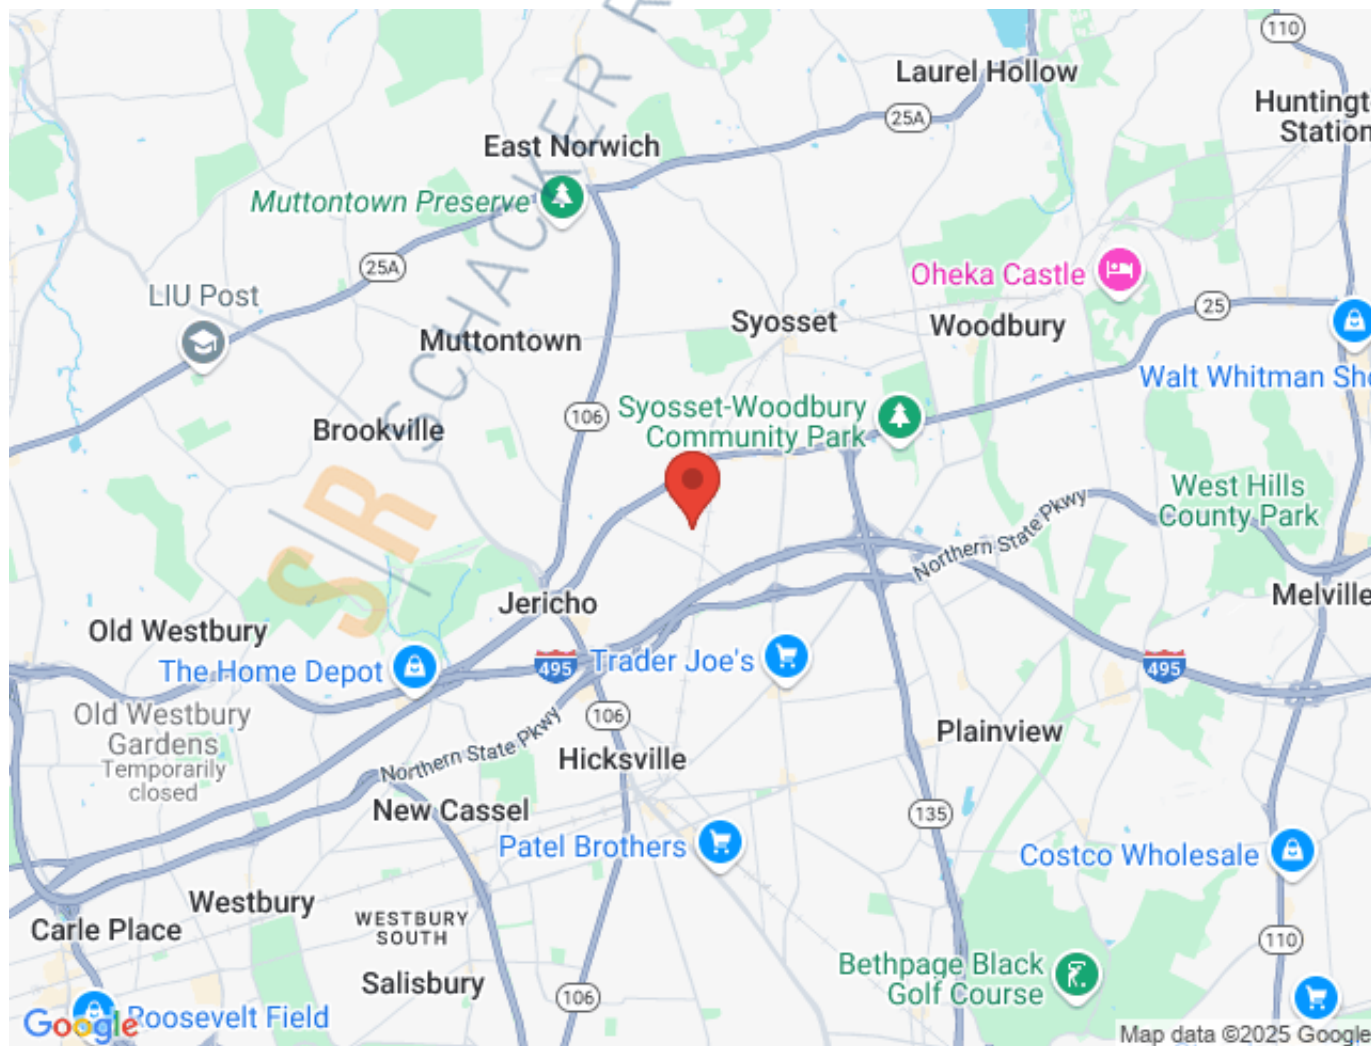 110
Laurel Hollow
Huntingt
Station
25A
East Norwich
Muttontown Preserve
25A
Oheka Castle
LIU Post
25
Syosset
Woodbury
Muttontown
Walt Whitman Sho
106
Syosset-Woodbury
Community Park
Brookville
SCHACKER R
S|R
West Hills
County Park
Northern State Pkwy
Jericho
Melville
Old Westbury
The Home Depot
495
Trader Joe's
495
Old Westbury
Gardens
Temporarily
closed
106
Northern State Pkwy
Plainview
Hicksville
New Cassel
135
Patel Brothers
Costco Wholesale
Westbury
Carle Place
WESTBURY
SOUTH
110
Salisbury
Bethpage Black
Golf Course
106
Google
Roosevelt Field
Map data ©2025 Google